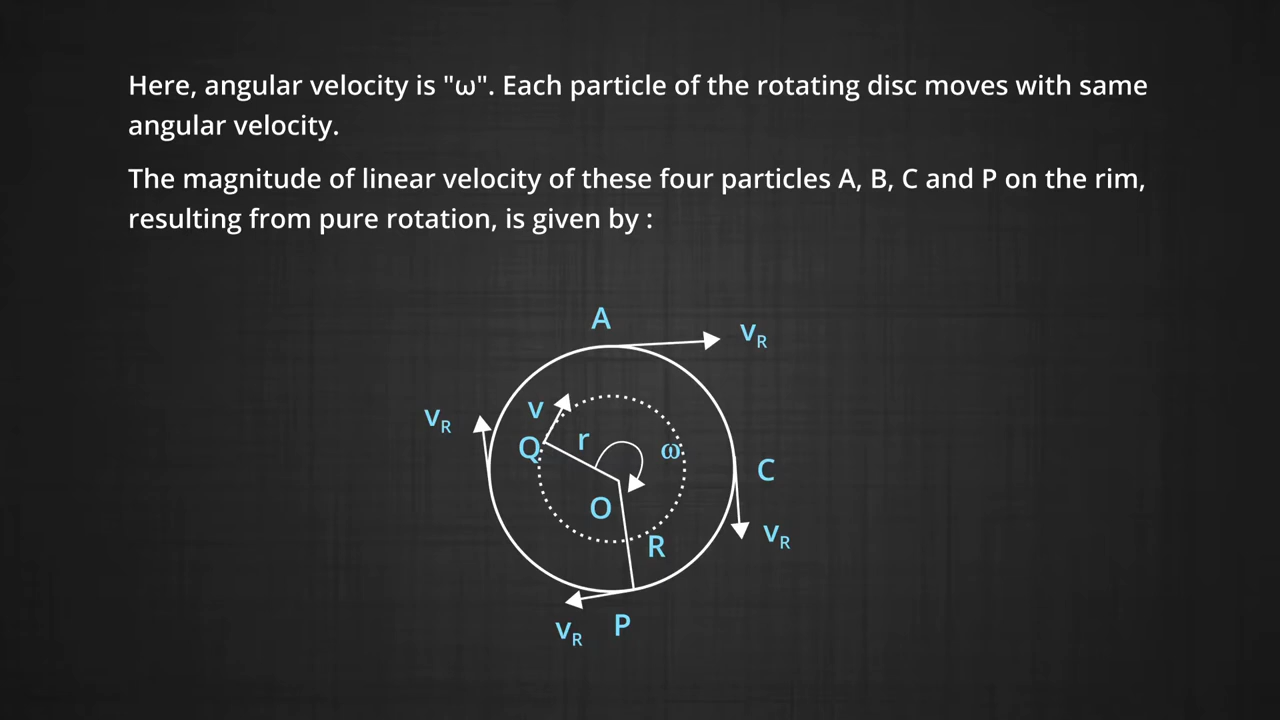 Here, angular velocity is "ω". Each particle of the rotating disc moves with same
angular velocity.
The magnitude of linear velocity of these four particles A, B, C and P on the rim,
resulting from pure rotation, is given by :
A
vR
v
vR
r
Q
ω
C
O
vR
R
P
vR